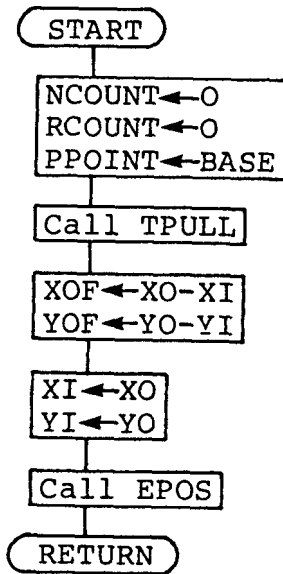 START
NCOUNT←O
RCOUNT←O
PPOINT←BASE
Call TPULL
XOF←XO-XI
YOF←YO-YI
XI←XO
YI←YO
Call EPOS
RETURN